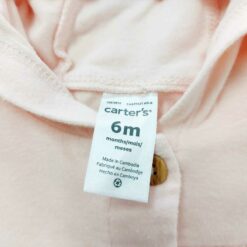 carter's
6m
months/mois/
meses
Made in Cambodia
Fabriqué au Cambodge
Hecho en Camboya